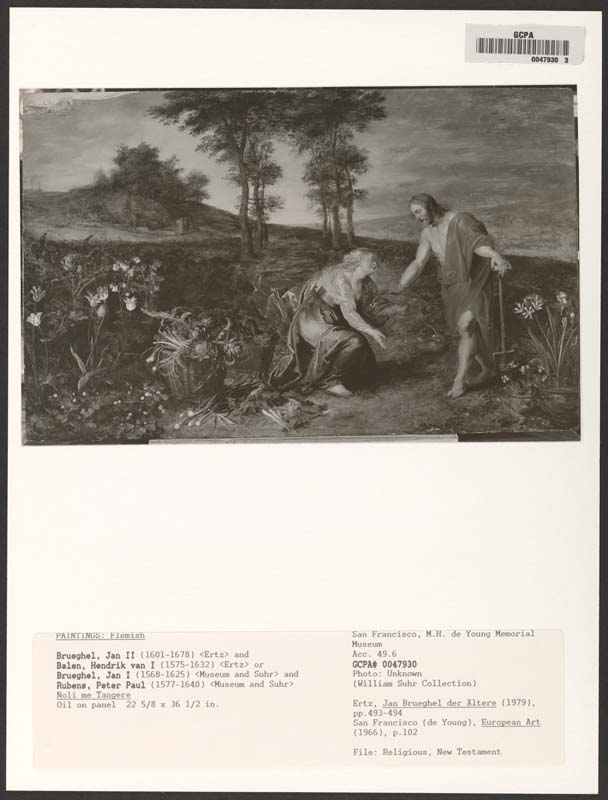 GCPA
0047930 3
PAINTINGS: Flemish
Brueghel, Jan II (1601-1678) <Ertz> and
Balen, Hendrik van I (1575-1632) <Ertz> or
Brueghel, Jan I (1568-1625) <Museum and Suhr> and
Rubens, Peter Paul (1577-1640) <Museum and Suhr>
Noli me Tangere
Oil on panel 22 5/8 x 36 1/2 in.
San Francisco, M.H. de Young Memorial
Museum
Acc. 49.6
GCPA# 0047930
Photo: Unknown
(William Suhr Collection)
Ertz, Jan Brueghel der Ältere (1979),
pp.493-494
San Francisco (de Young), European Art
(1966), p.102
File: Religious, New Testament